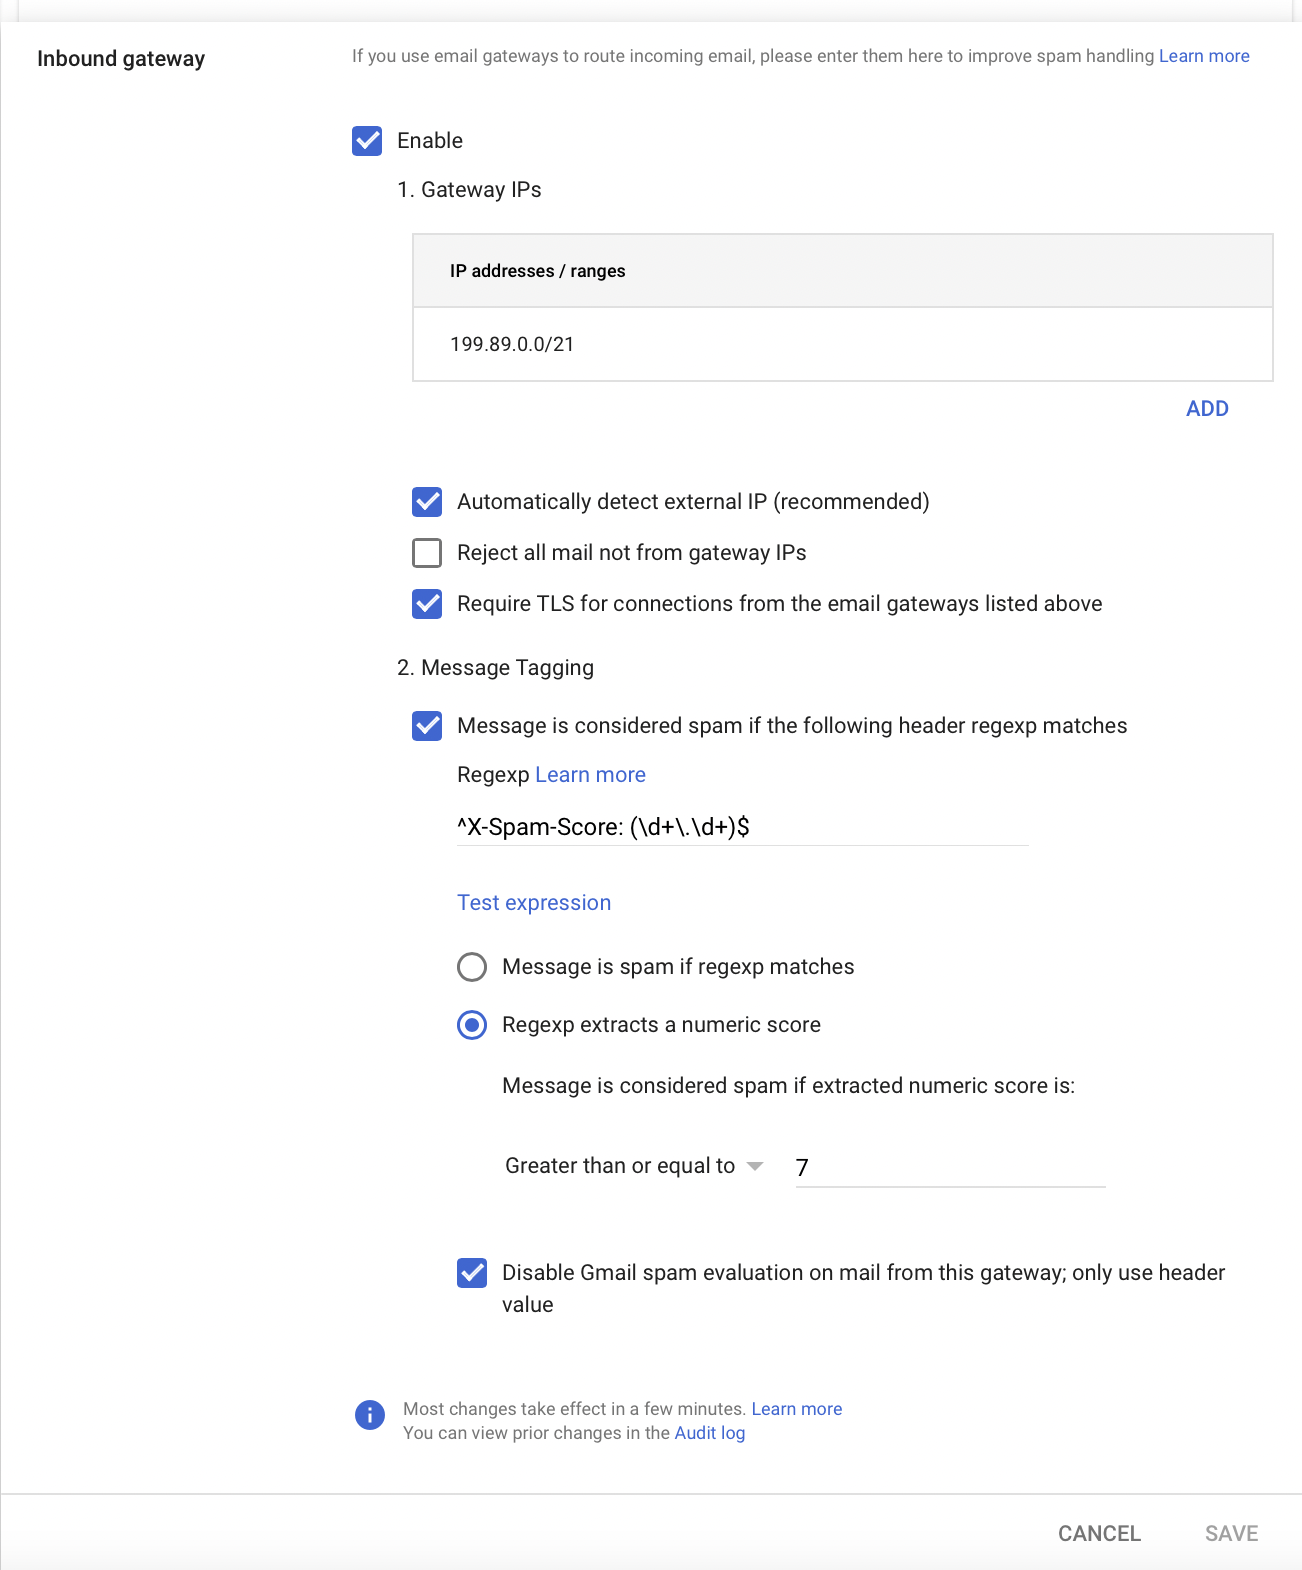 Inbound gateway
If you use email gateways to route incoming email, please enter them here to improve spam handling Learn more
Enable
1. Gateway IPs
IP addresses / ranges
199.89.0.0/21
ADD
Automatically detect external IP (recommended)
Reject all mail not from gateway IPs
Require TLS for connections from the email gateways listed above
2. Message Tagging
Message is considered spam if the following header regexp matches
Regexp Learn more
^X-Spam-Score: (\d+\.\d+)$
Test expression
Message is spam if regexp matches
Regexp extracts a numeric score
Message is considered spam if extracted numeric score is:
Greater than or equal to 7
Disable Gmail spam evaluation on mail from this gateway; only use header
value
Most changes take effect in a few minutes. Learn more
You can view prior changes in the Audit log
CANCEL SAVE